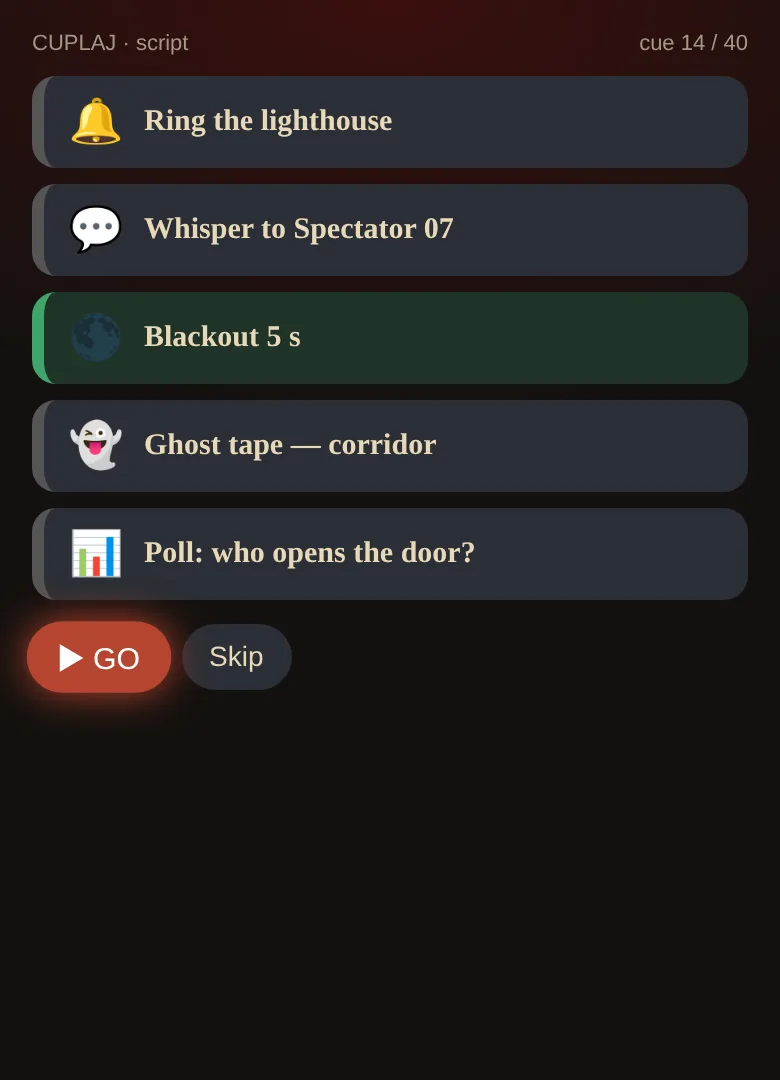 CUPLAJ · script
cue 14 / 40
Ring the lighthouse
Whisper to Spectator 07
Blackout 5 s
Ghost tape — corridor
Poll: who opens the door?
▶ GO
Skip